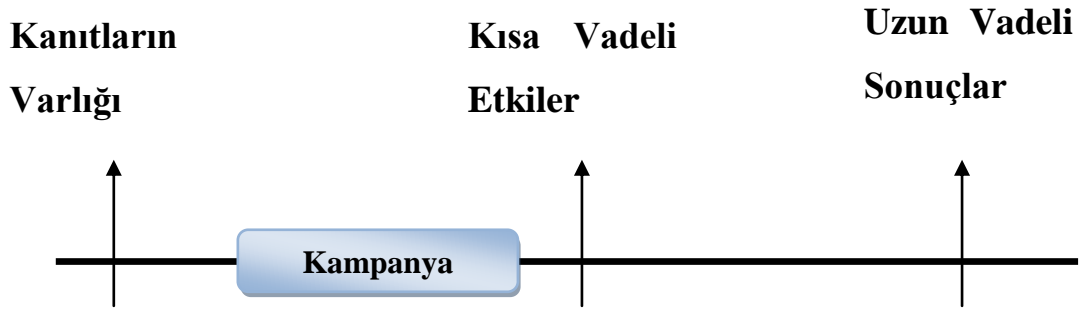 Kanıtların
Varlığı
Kısa Vadeli
Etkiler
Uzun Vadeli
Sonuçlar
Kampanya